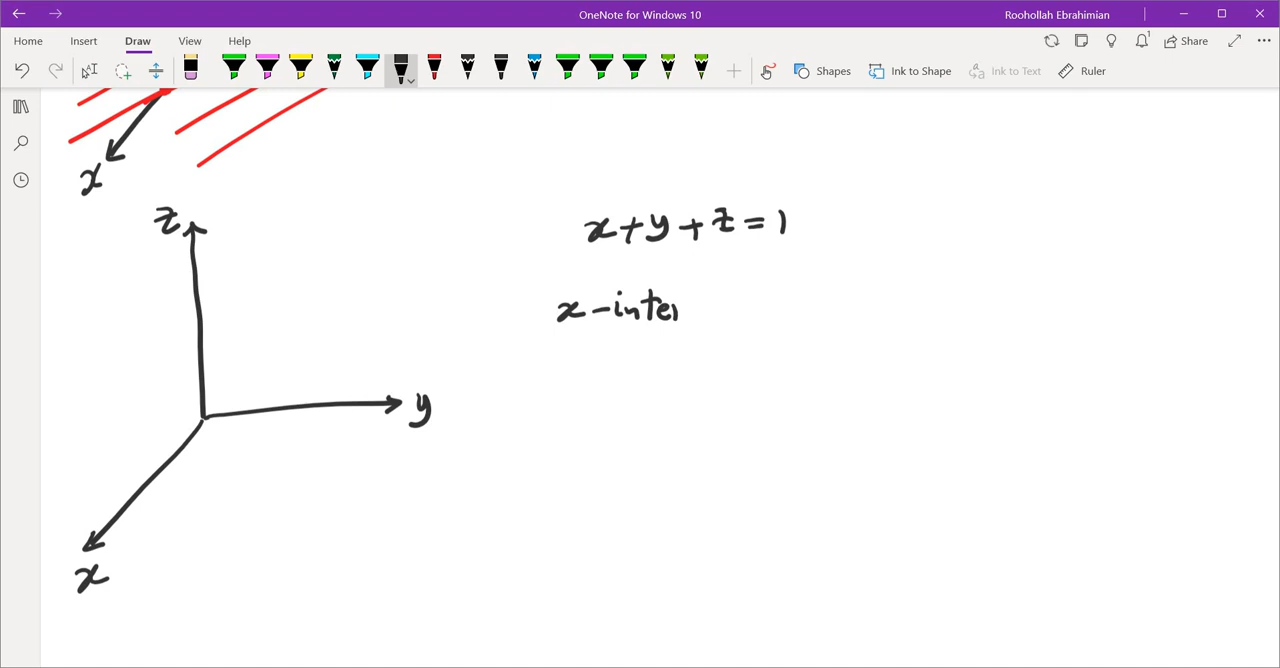 OneNote for Windows 10
Roohollah Ebrahimian
Home Insert Draw View Help
Share
Shapes Ink to Shape Ink to Text Ruler
x
z
x+y+z=1
x-inter
y
x